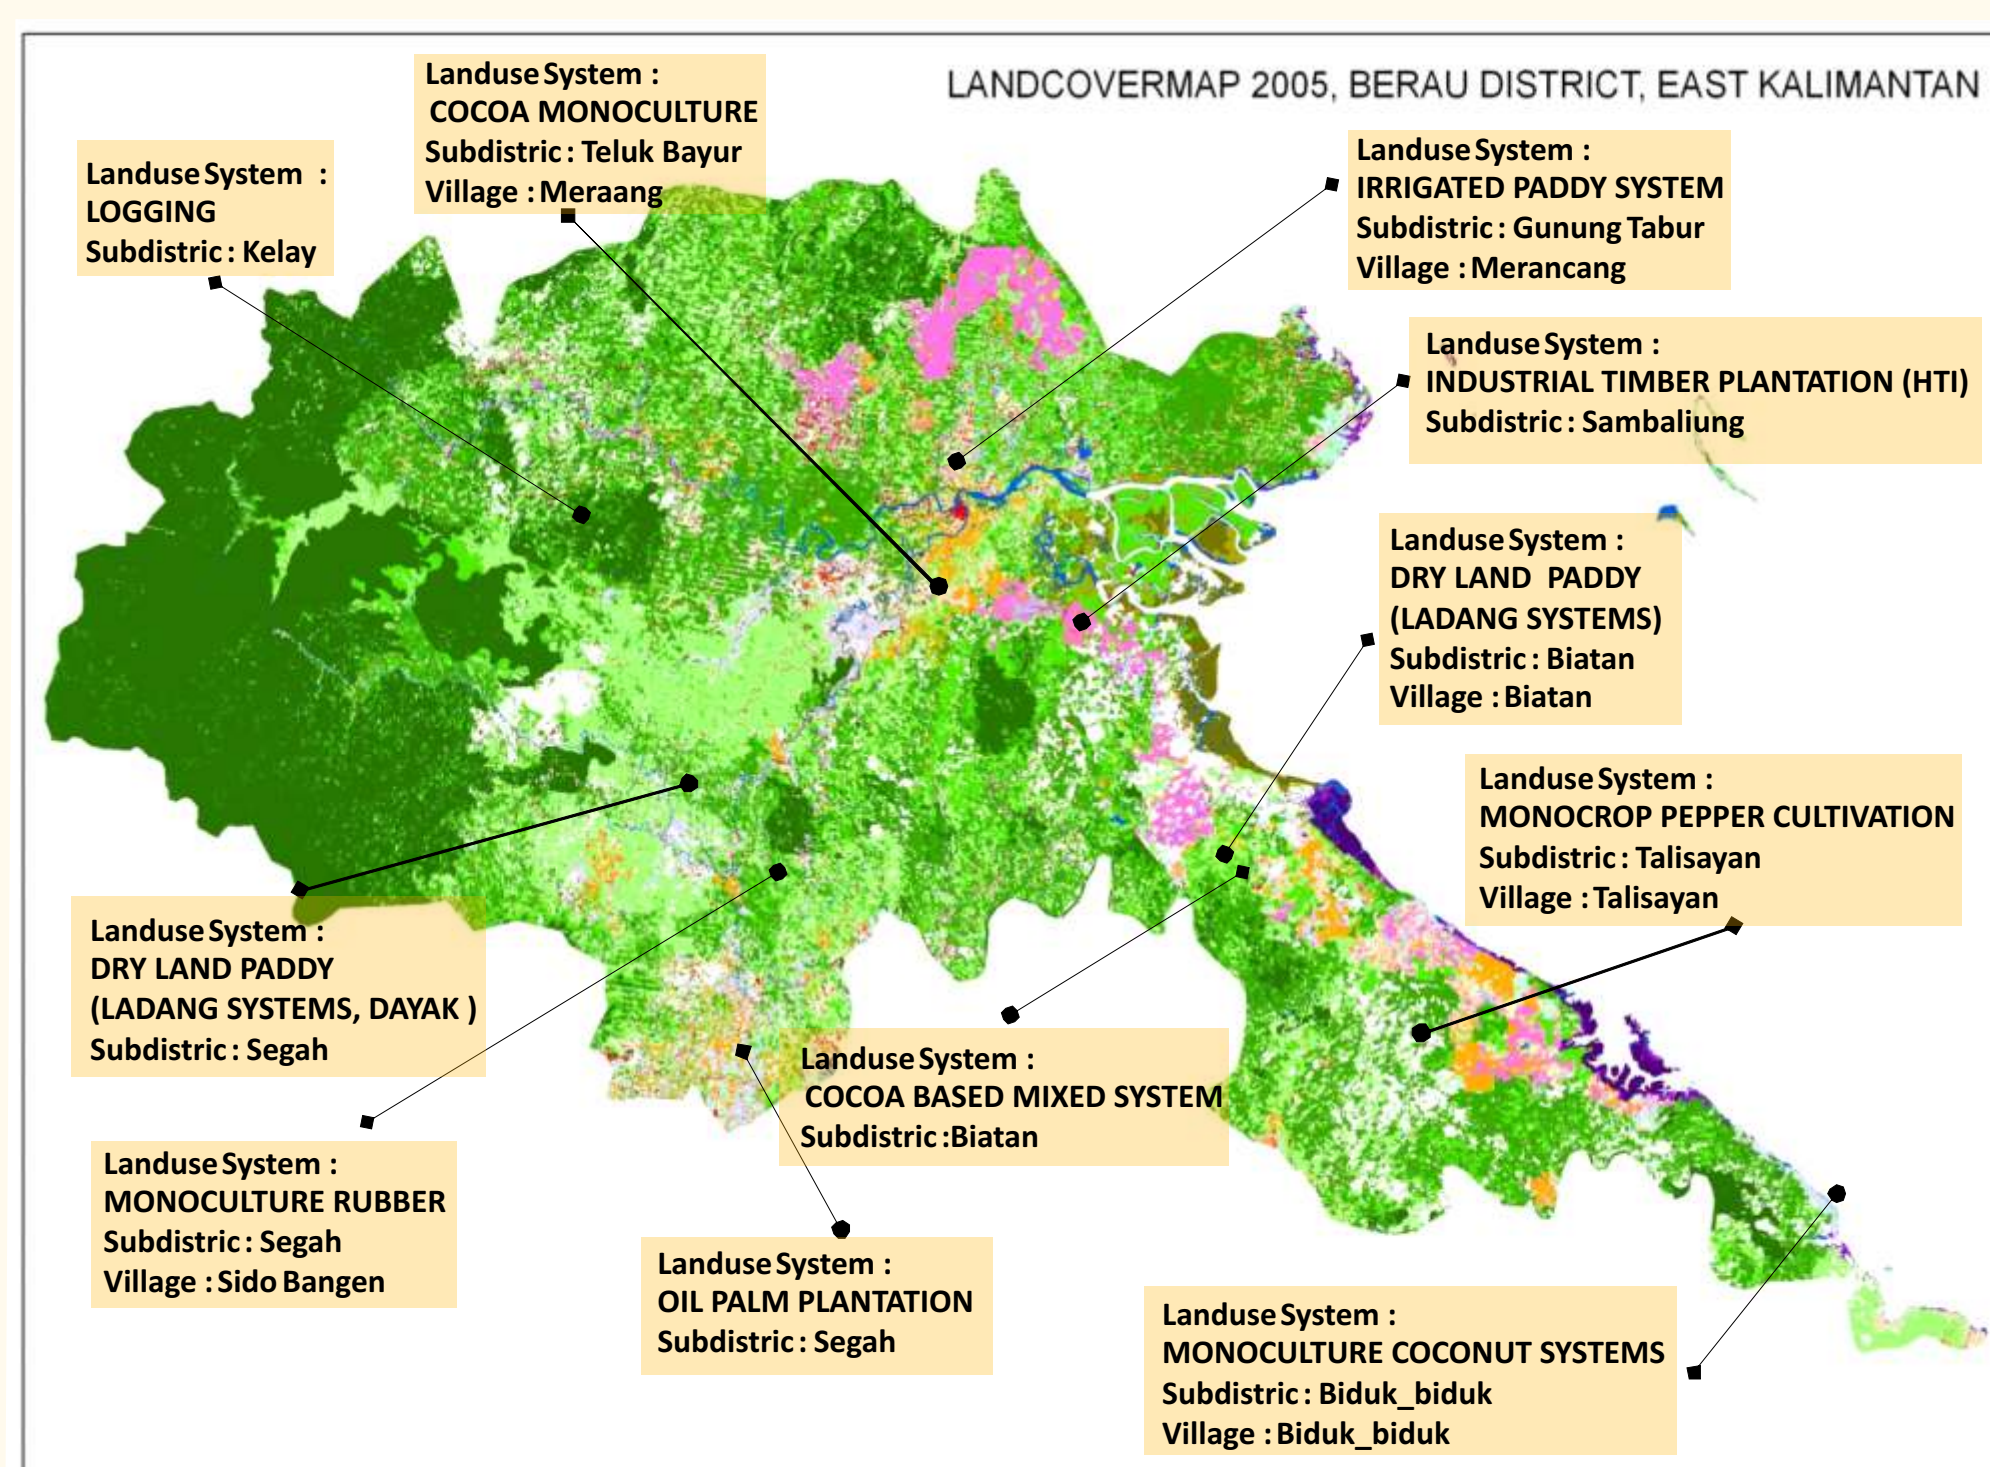 LANDCOVERMAP 2005, BERAU DISTRICT, EAST KALIMANTAN
Landuse System :
COCOA MONOCULTURE
Subdistric : Teluk Bayur
Village : Meraang
Landuse System :
LOGGING
Subdistric : Kelay
Landuse System :
IRRIGATED PADDY SYSTEM
Subdistric : Gunung Tabur
Village : Merancang
Landuse System :
INDUSTRIAL TIMBER PLANTATION (HTI)
Subdistric : Sambaliung
Landuse System :
DRY LAND PADDY
(LADANG SYSTEMS)
Subdistric : Biatan
Village : Biatan
Landuse System :
MONOCROP PEPPER CULTIVATION
Subdistric : Talisayan
Village : Talisayan
Landuse System :
DRY LAND PADDY
(LADANG SYSTEMS, DAYAK )
Subdistric : Segah
Landuse System :
COCOA BASED MIXED SYSTEM
Subdistric :Biatan
Landuse System :
MONOCULTURE RUBBER
Subdistric : Segah
Village : Sido Bangen
Landuse System :
OIL PALM PLANTATION
Subdistric : Segah
Landuse System :
MONOCULTURE COCONUT SYSTEMS
Subdistric : Biduk_biduk
Village : Biduk_biduk